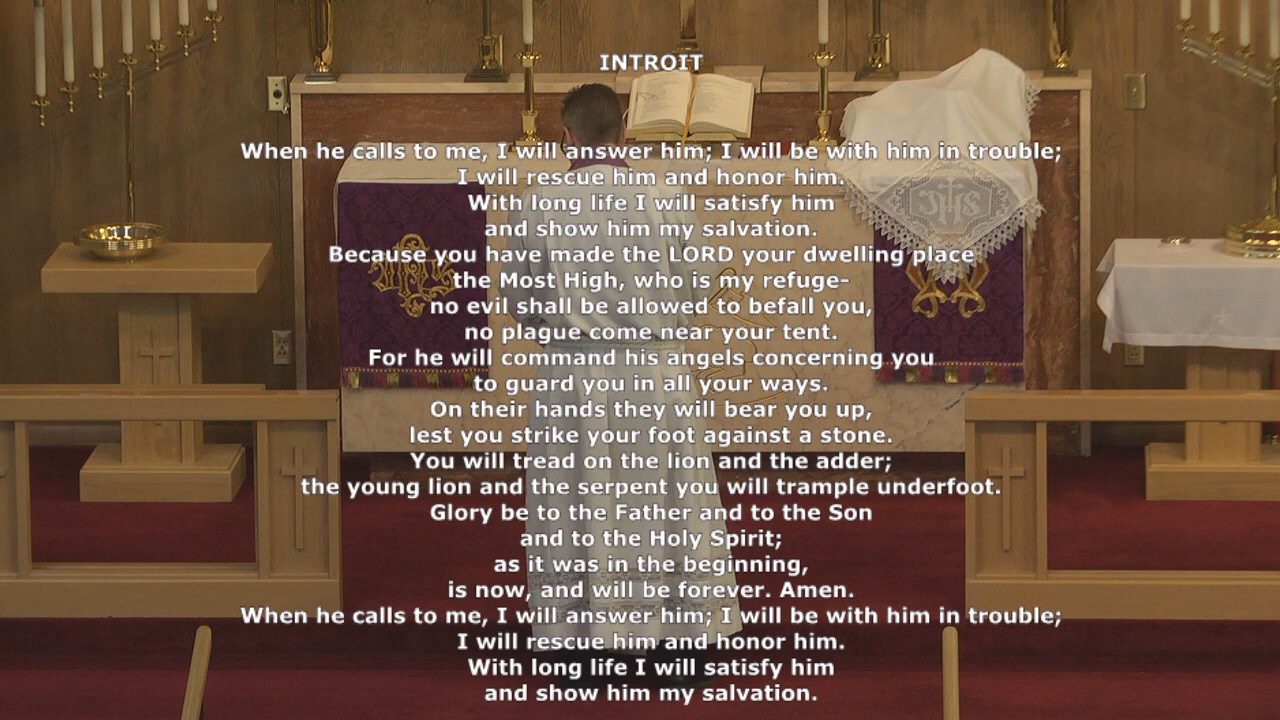 INTROIT
When he calls to me, I will answer him; I will be with him in trouble;
I will rescue him and honor him.
With long life I will satisfy him
and show him my salvation.
Because you have made the LORD your dwelling place
the Most High, who is my refuge-
no evil shall be allowed to befall you,
no plague come near your tent.
For he will command his angels concerning you
to guard you in all your ways.
On their hands they will bear you up,
lest you strike your foot against a stone.
You will tread on the lion and the adder;
the young lion and the serpent you will trample underfoot.
Glory be to the Father and to the Son
and to the Holy Spirit;
as it was in the beginning,
is now, and will be forever. Amen.
When he calls to me, I will answer him; I will be with him in trouble;
I will rescue him and honor him.
With long life I will satisfy him
and show him my salvation.
IHS